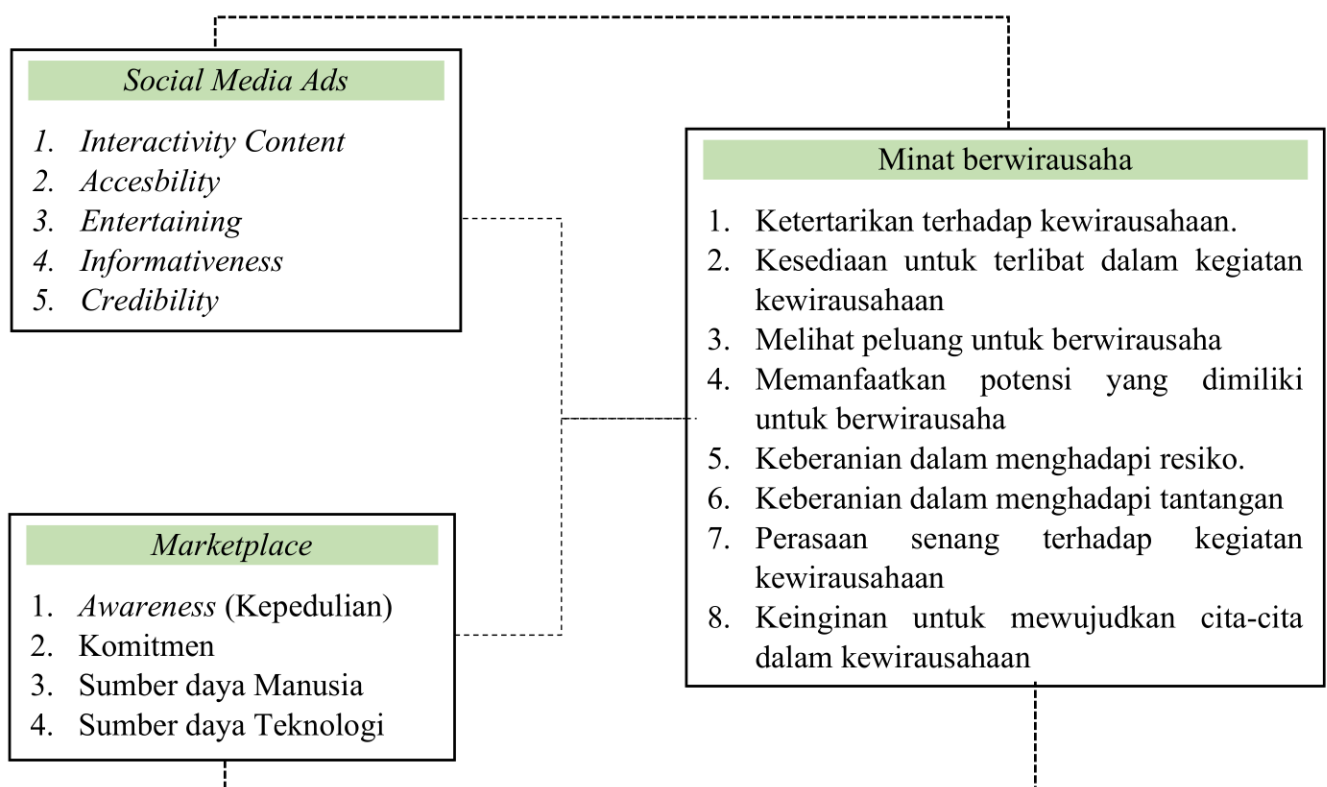 Social Media Ads
1. Interactivity Content
2. Accesbility
3. Entertaining
4. Informativeness
5. Credibility
Marketplace
1. Awareness (Kepedulian)
2. Komitmen
3. Sumber daya Manusia
4. Sumber daya Teknologi
Minat berwirausaha
1. Ketertarikan terhadap kewirausahaan.
2. Kesediaan untuk terlibat dalam kegiatan
kewirausahaan
3. Melihat peluang untuk berwirausaha
4. Memanfaatkan potensi yang dimiliki
untuk berwirausaha
5. Keberanian dalam menghadapi resiko.
6. Keberanian dalam menghadapi tantangan
7. Perasaan senang terhadap kegiatan
kewirausahaan
8. Keinginan untuk mewujudkan cita-cita
dalam kewirausahaan